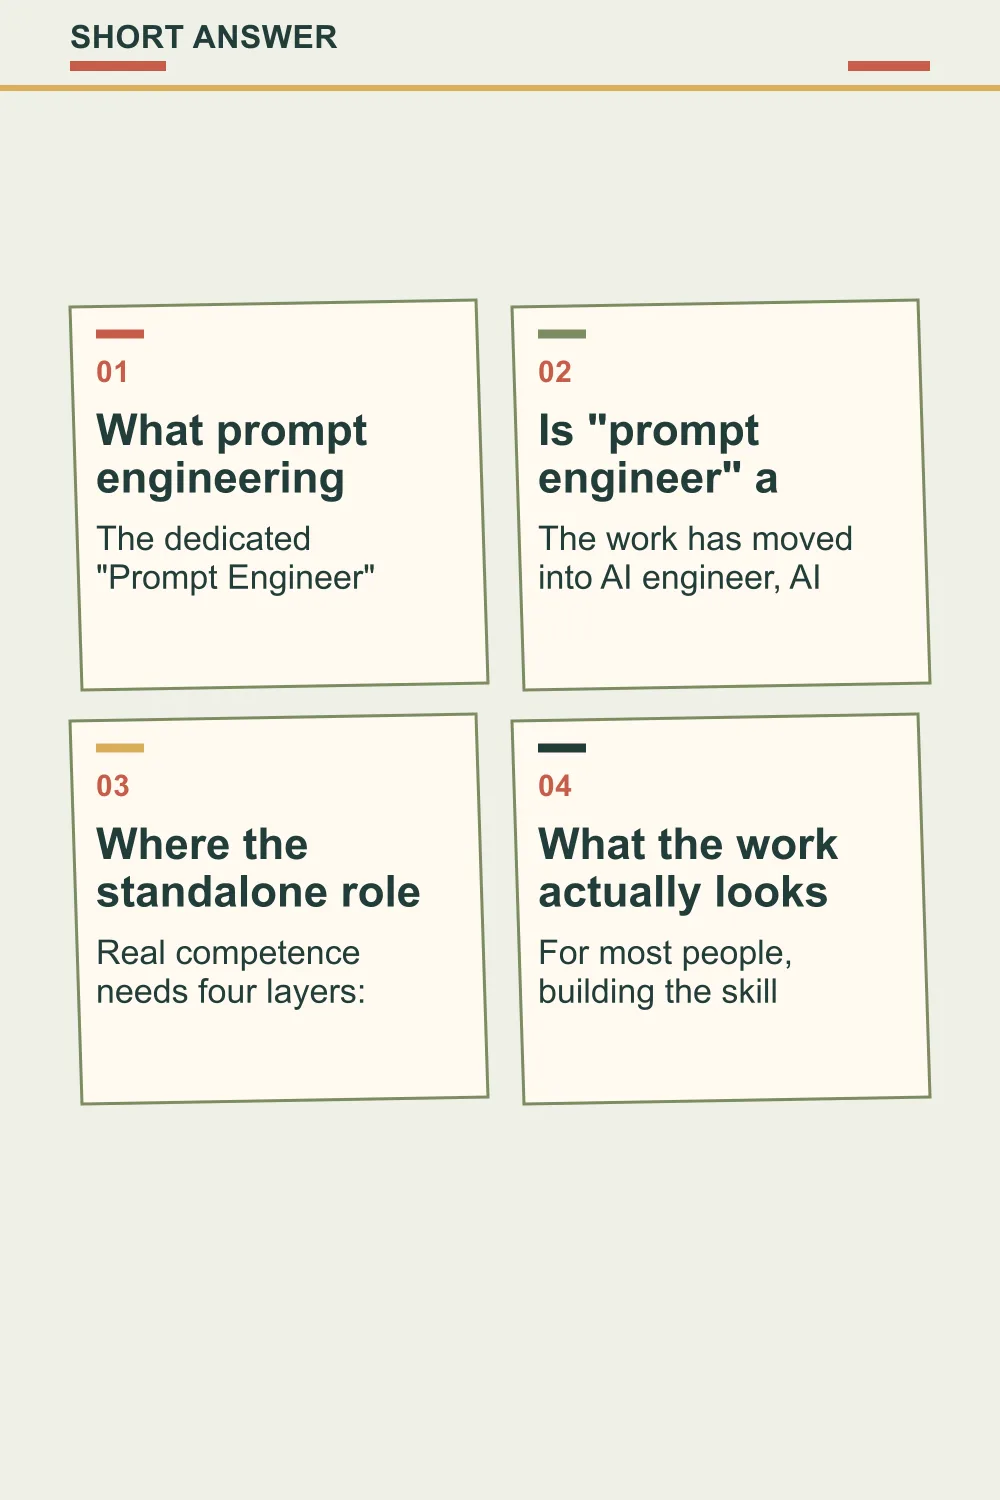 SHORT ANSWER
01
What prompt
engineering
The dedicated
"Prompt Engineer"
02
Is "prompt
engineer" a
The work has moved
into AI engineer, AI
03
Where the
standalone role
Real competence
needs four layers:
04
What the work
actually looks
For most people,
building the skill